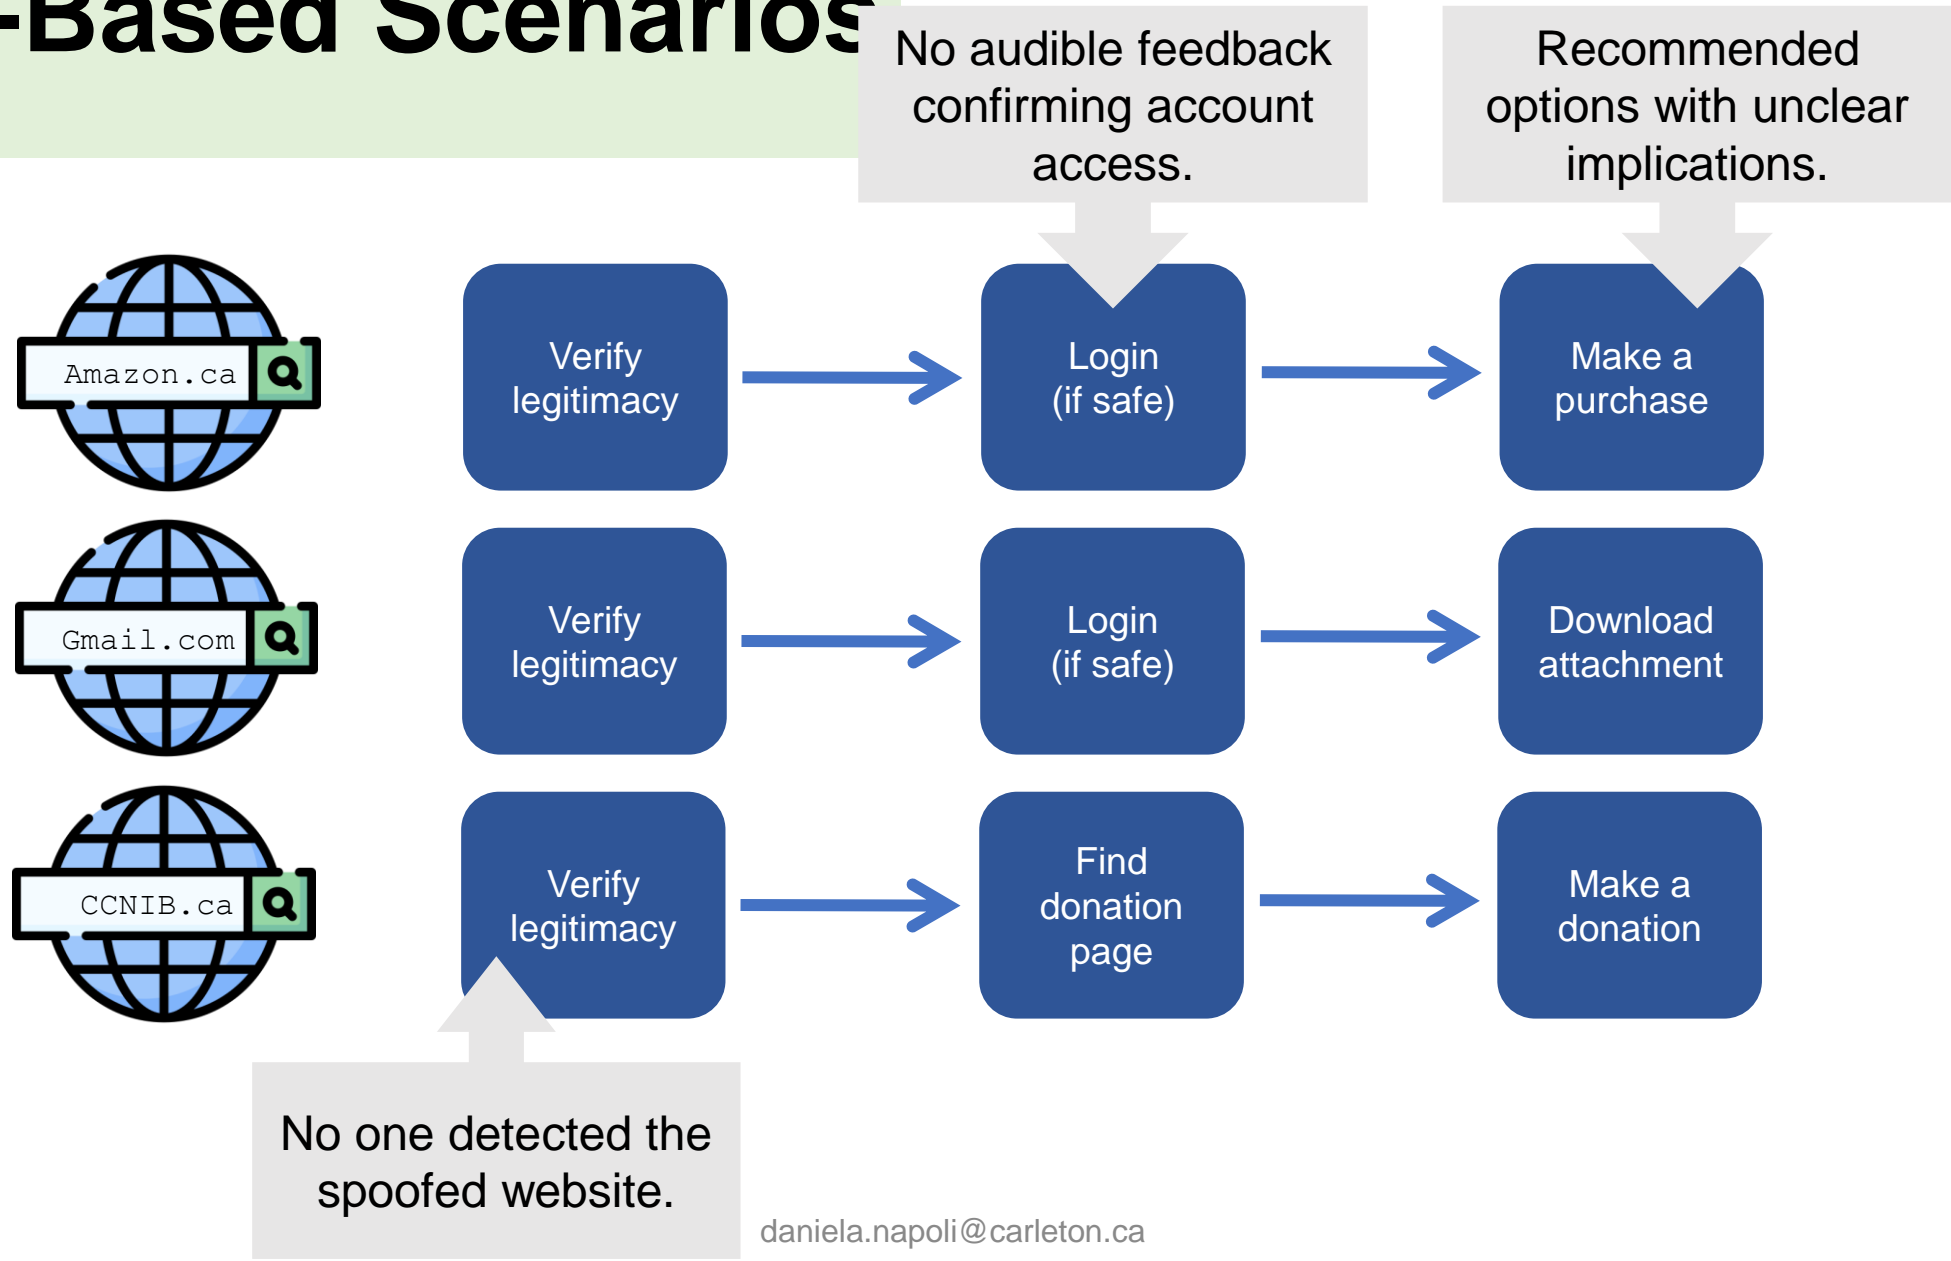 -Based Scenarios
No audible feedback
confirming account
access.
Recommended
options with unclear
implications.
Amazon.ca
Verify
legitimacy
Login
(if safe)
Make a
purchase
Gmail.com
Verify
legitimacy
Login
(if safe)
Download
attachment
CCNIB.ca
Verify
legitimacy
Find
donation
page
Make a
donation
No one detected the
spoofed website.
daniela.napoli@carleton.ca